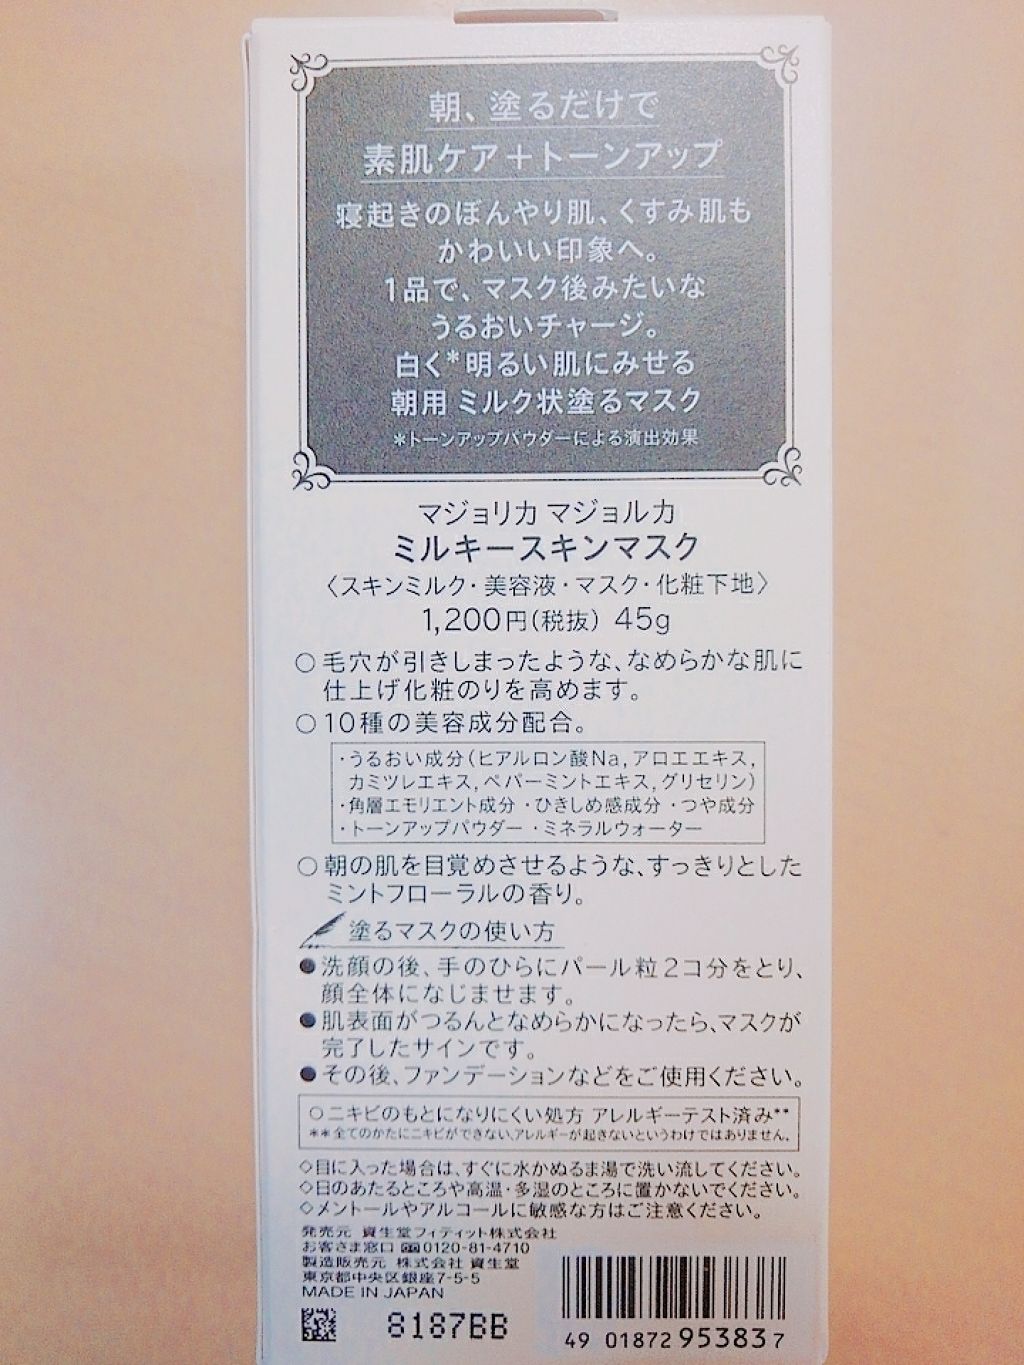 朝、塗るだけで
素肌ケア+トーンアップ
寝起きのぼんやり肌、くすみ肌も
かわいい印象へ。
1品で、マスク後みたいな
うるおいチャージ。
白く*明るい肌にみせる
朝用 ミルク状塗るマスク
*トーンアップパウダーによる演出効果
マジョリカ マジョルカ
ミルキースキンマスク
〈スキンミルク・美容液・マスク・化粧下地〉
1,200円(税抜) 45g
○毛穴が引きしまったような、なめらかな肌に
仕上げ化粧のりを高めます。
○10種の美容成分配合。
・うるおい成分(ヒアルロン酸Na,アロエエキス,
カミツレエキス,ペパーミントエキス,グリセリン)
・角層エモリエント成分・ひきしめ感成分・つや成分
・トーンアップパウダー・ミネラルウォーター
○朝の肌を目覚めさせるような、すっきりとした
ミントフローラルの香り。
塗るマスクの使い方
●洗顔の後、手のひらにパール粒2コ分をとり、
顔全体になじませます。
●肌表面がつるんとなめらかになったら、マスクが
完了したサインです。
●その後、ファンデーションなどをご使用ください。
○ニキビのもとになりにくい処方 アレルギーテスト済み**
**全てのかたにニキビができない、アレルギーが起きないというわけではありません。
◇目に入った場合は、すぐに水かぬるま湯で洗い流してください。
◇日のあたるところや高温・多湿のところに置かないでください。
◇メントールやアルコールに敏感な方はご注意ください。
発売元 資生堂フィティット株式会社
お客さま窓口 0120-81-4710
製造販売元 株式会社 資生堂
東京都中央区銀座7-5-5
MADE IN JAPAN
8187BB
49 01872 953837